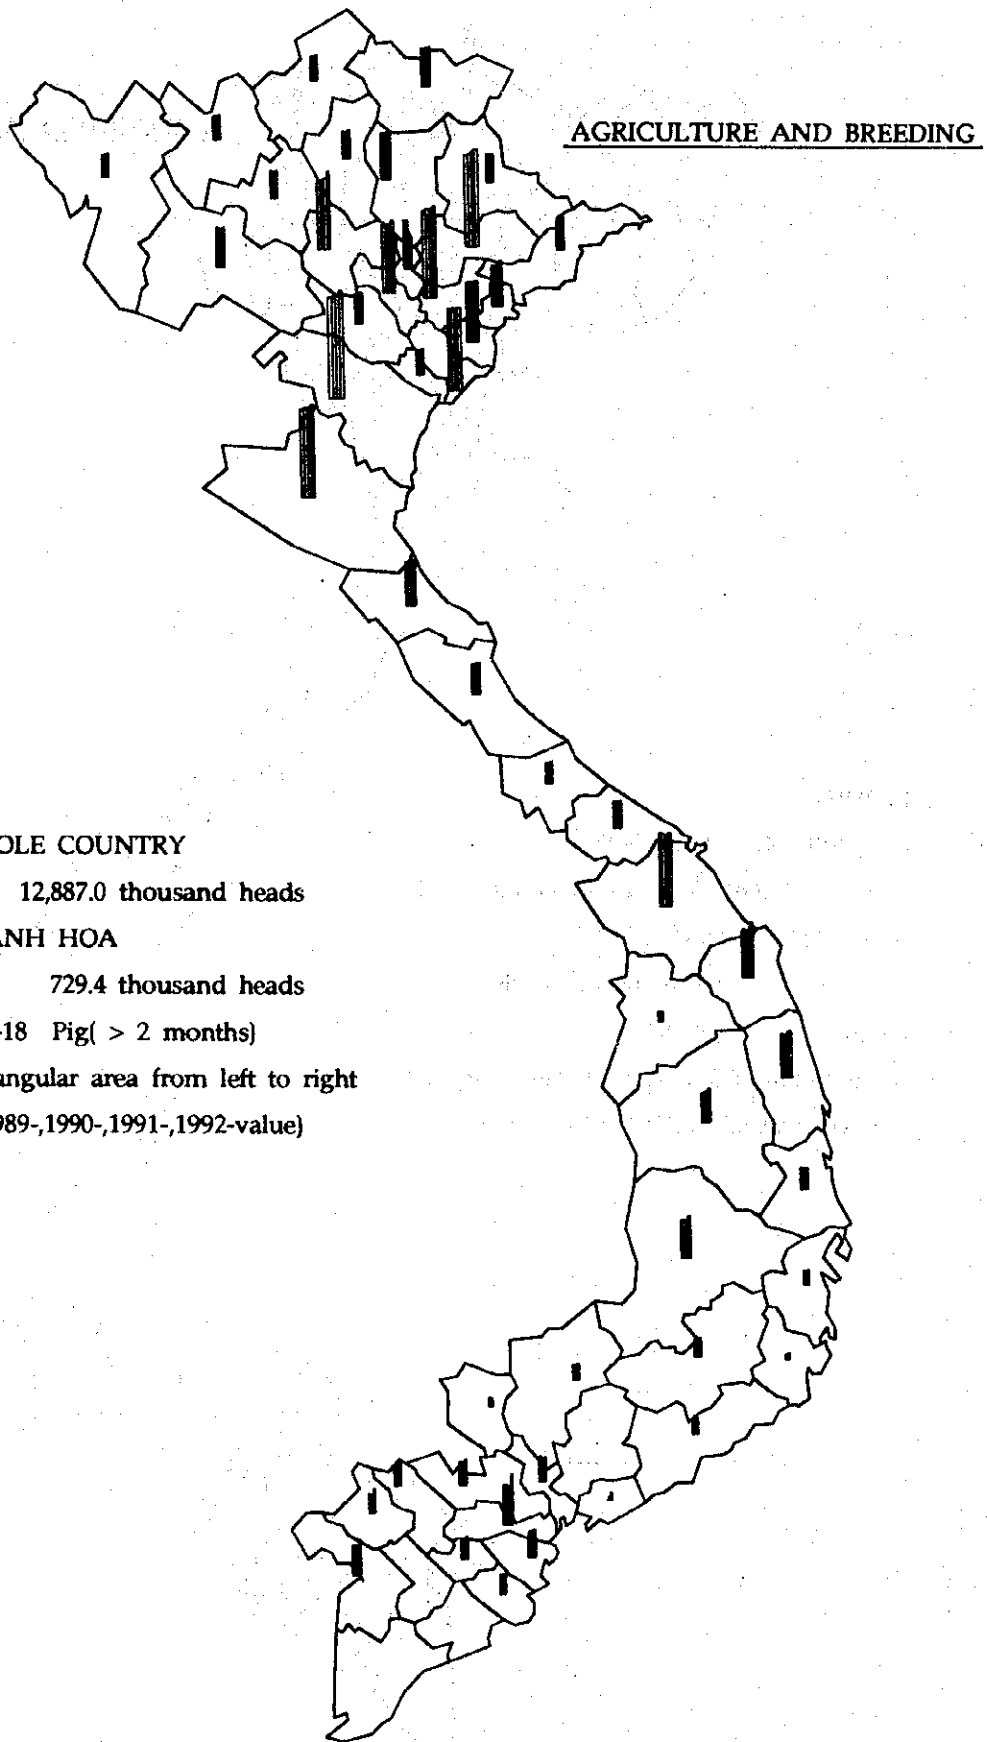 AGRICULTURE AND BREEDING
OLE COUNTRY
12,887.0 thousand heads
ANH HOA
729.4 thousand heads
-18 Pig( > 2 months)
angular area from left to right
989-,1990-,1991-,1992-value)